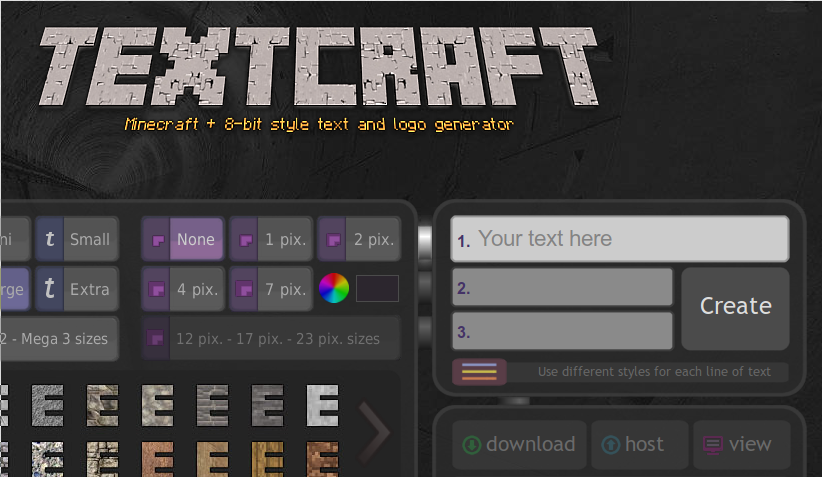 TEXTCRAFT
Minecraft + 8-bit style text and logo generator
t Small
None
1 pix.
2 pix.
1. Your text here
rge
t Extra
4 pix.
7 pix.
2.
Create
2 - Mega 3 sizes
12 pix. - 17 pix. - 23 pix. sizes
3.
Use different styles for each line of text
download
host
view